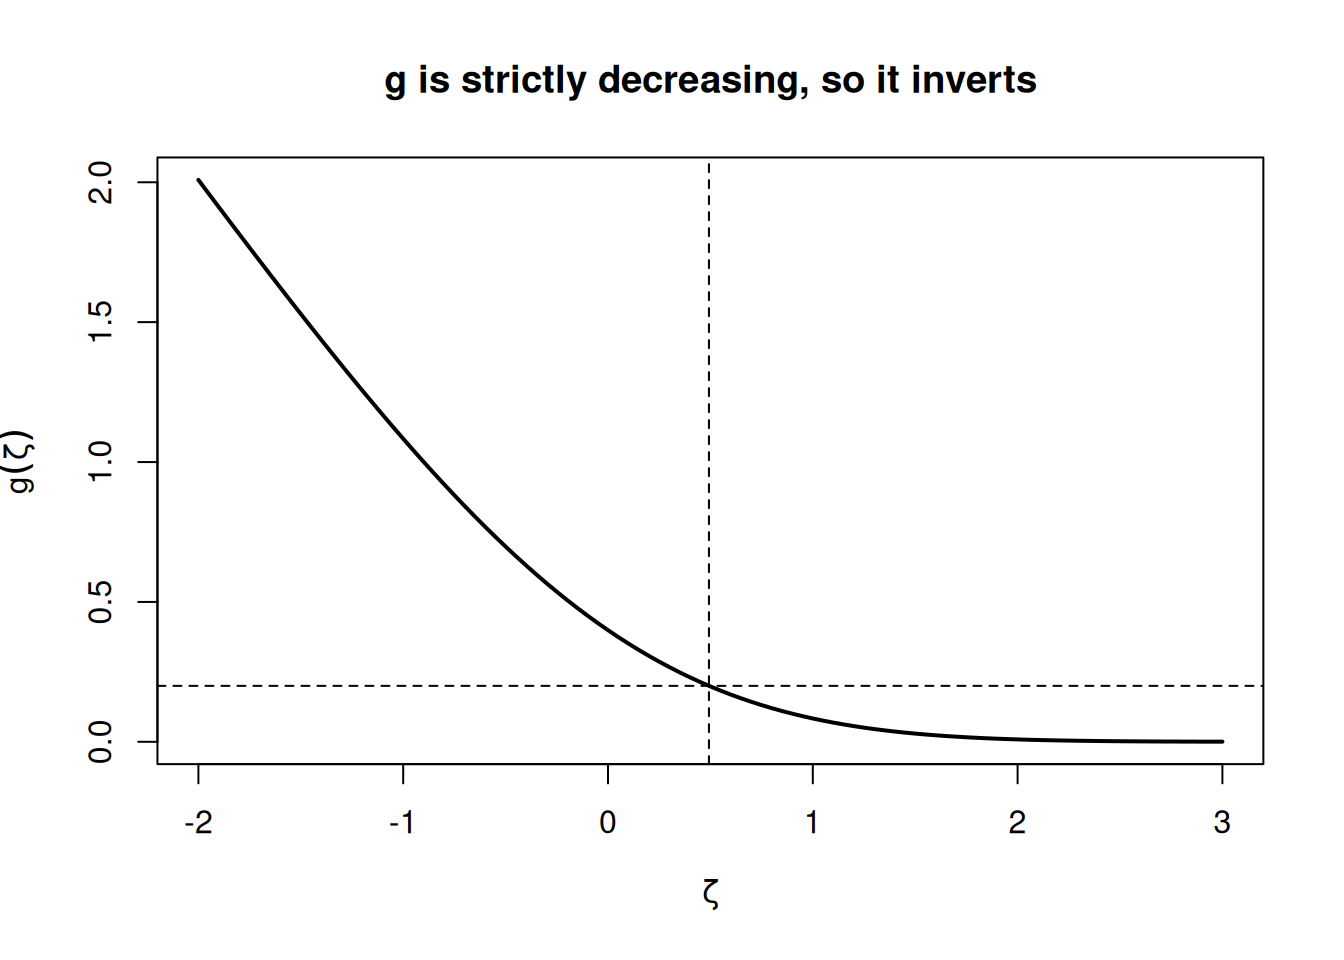 g is strictly decreasing, so it inverts
g(ζ)
2.0
1.5
1.0
0.5
0.0
-2 -1 0 1 2 3
ζ